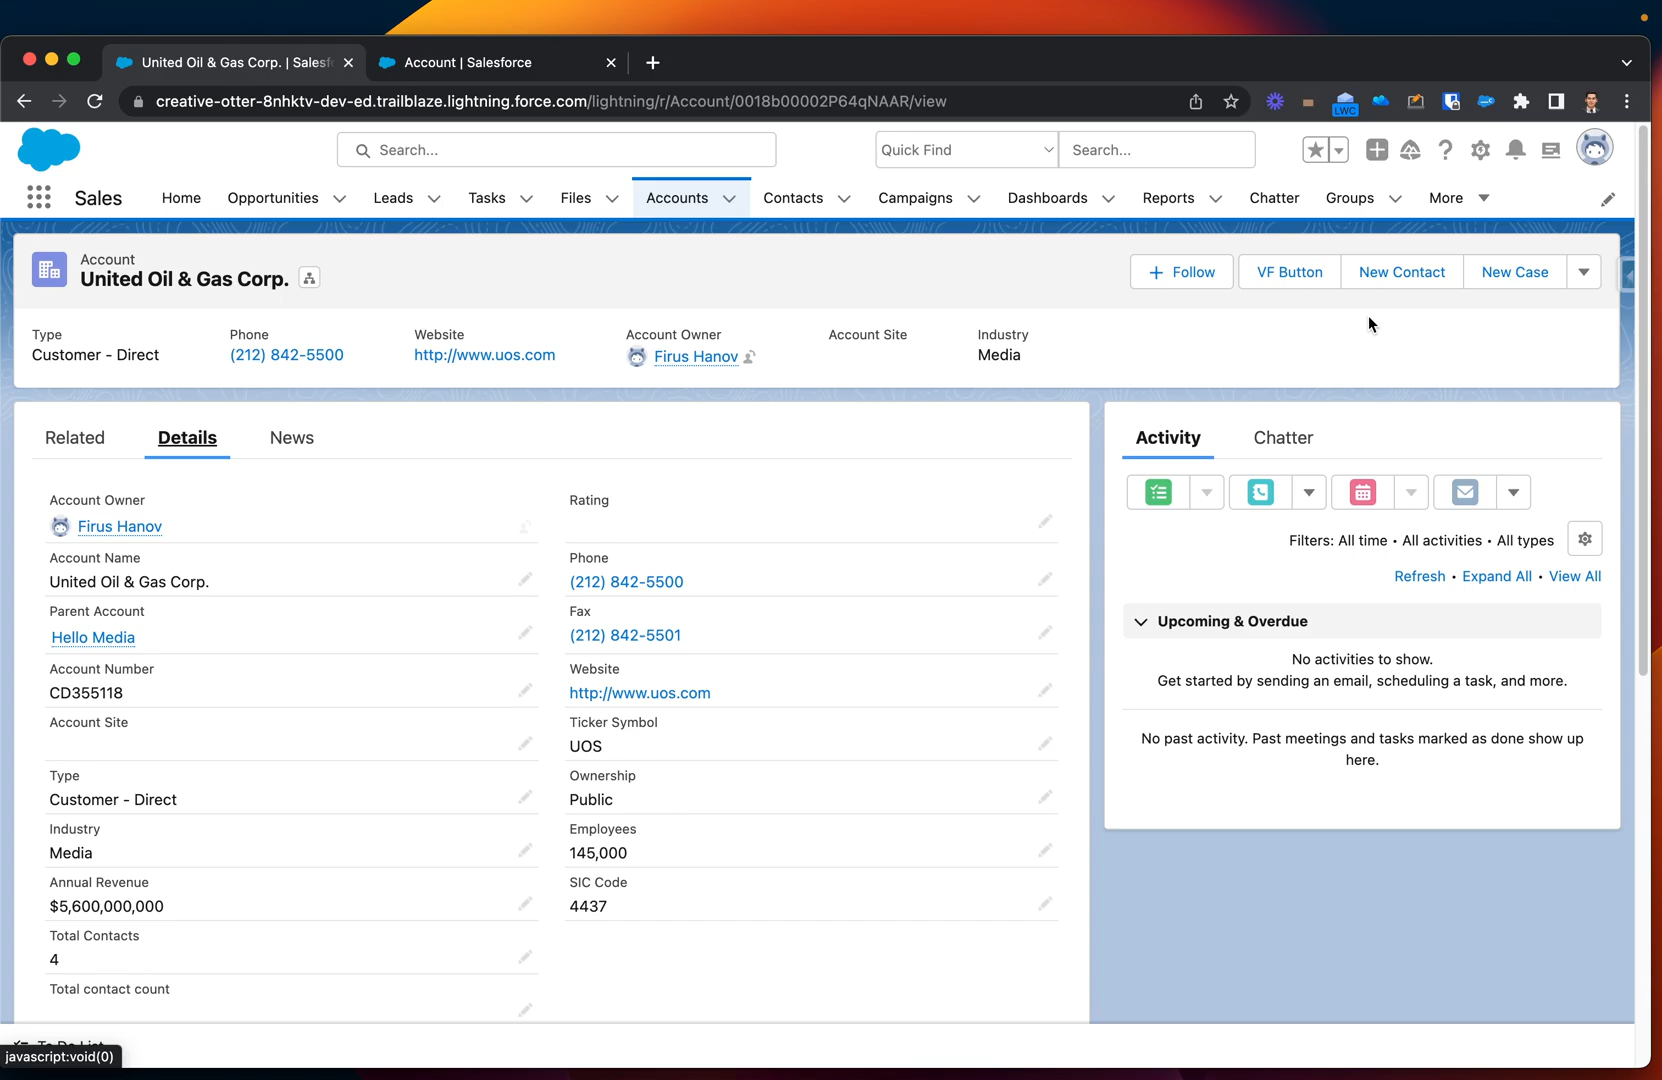 United Oil & Gas Corp. | Salesf
Account | Salesforce
creative-otter-8nhktv-dev-ed.trailblaze.lightning.force.com/lightning/r/Account/0018b00002P64qNAAR/view
LWC
Search...
Quick Find
Search...
Sales
Home
Opportunities
Leads
Tasks
Files
Accounts
Contacts
Campaigns
Dashboards
Reports
Chatter
Groups
More
Account
United Oil & Gas Corp.
Follow
VF Button
New Contact
New Case
Type
Customer - Direct
Phone
(212) 842-5500
Website
http://www.uos.com
Account Owner
Firus Hanov
Account Site
Industry
Media
Related
Details
News
Account Owner
Firus Hanov
Rating
Account Name
United Oil & Gas Corp.
Phone
(212) 842-5500
Parent Account
Hello Media
Fax
(212) 842-5501
Account Number
CD355118
Website
http://www.uos.com
Account Site
Ticker Symbol
UOS
Type
Customer - Direct
Ownership
Public
Industry
Media
Employees
145,000
Annual Revenue
$5,600,000,000
SIC Code
4437
Total Contacts
4
Total contact count
Activity
Chatter
Filters: All time • All activities • All types
Refresh • Expand All • View All
Upcoming & Overdue
No activities to show.
Get started by sending an email, scheduling a task, and more.
No past activity. Past meetings and tasks marked as done show up
here.
To Do List
javascript:void(0)